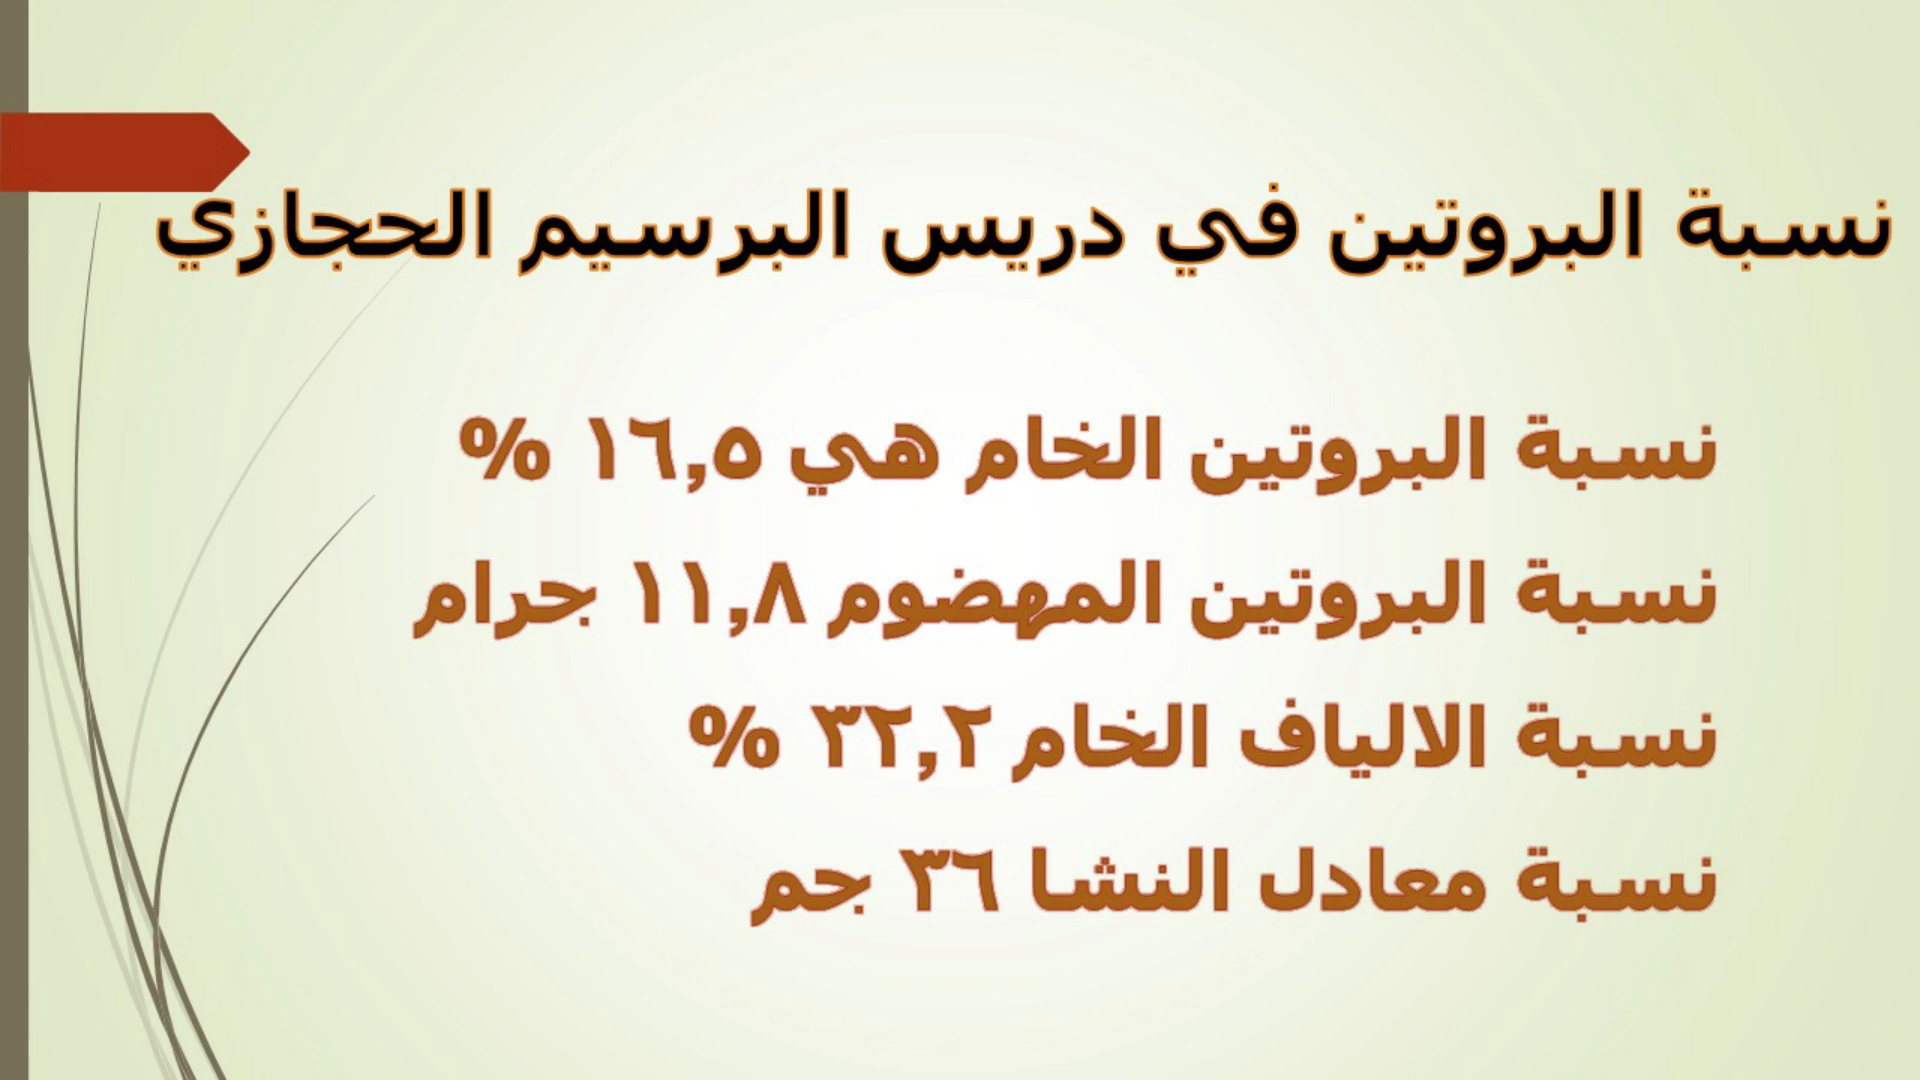 نسبة البروتين في دريس البرسيم الحجازي
نسبة البروتين الخام هي ١٦,٥ %
نسبة البروتين المهضوم ١١,٨ جرام
نسبة الالياف الخام ٣٢,٢ %
نسبة معادل النشا ٣٦ جم